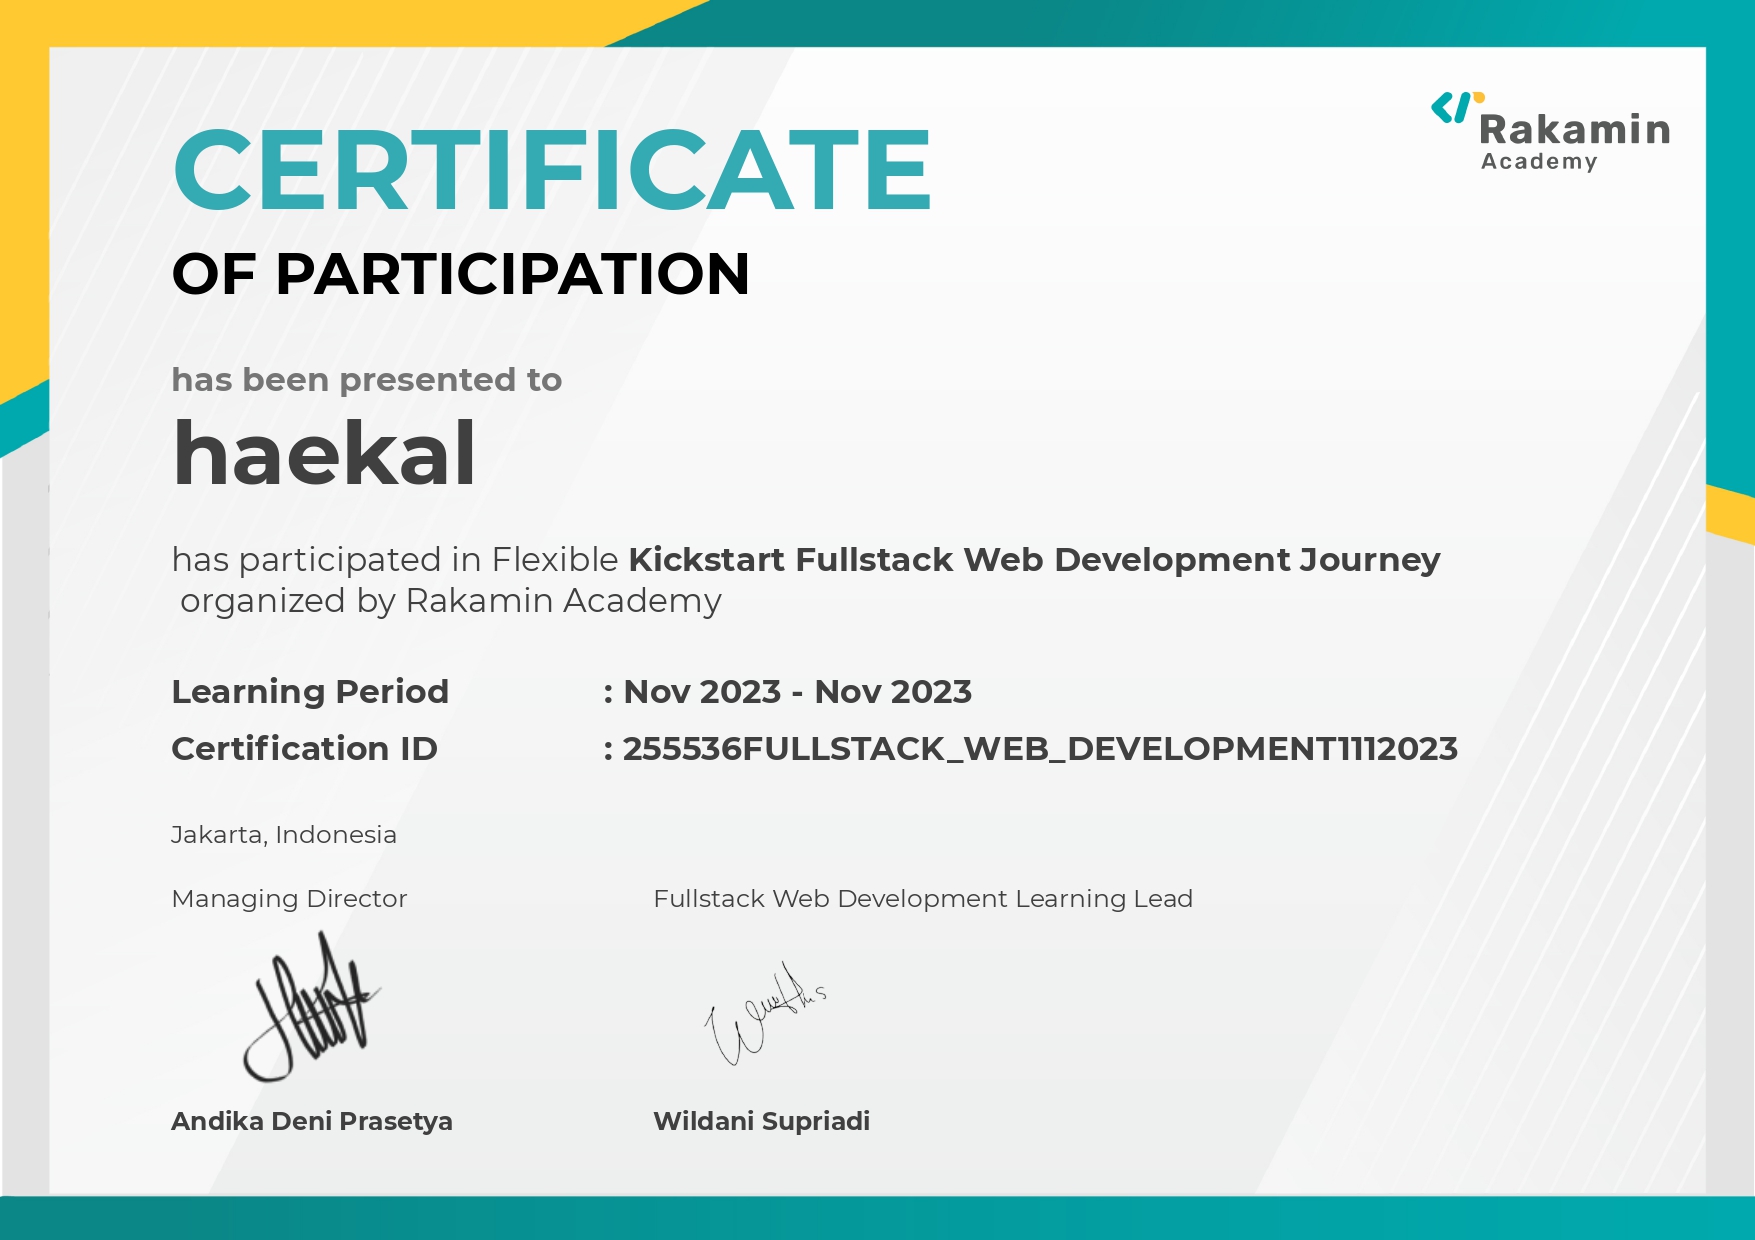 Rakamin
Academy
CERTIFICATE
OF PARTICIPATION
has been presented to
haekal
has participated in Flexible Kickstart Fullstack Web Development Journey
organized by Rakamin Academy
Learning Period : Nov 2023 - Nov 2023
Certification ID : 255536FULLSTACK_WEB_DEVELOPMENT1112023
Jakarta, Indonesia
Managing Director Fullstack Web Development Learning Lead
Andika Deni Prasetya Wildani Supriadi